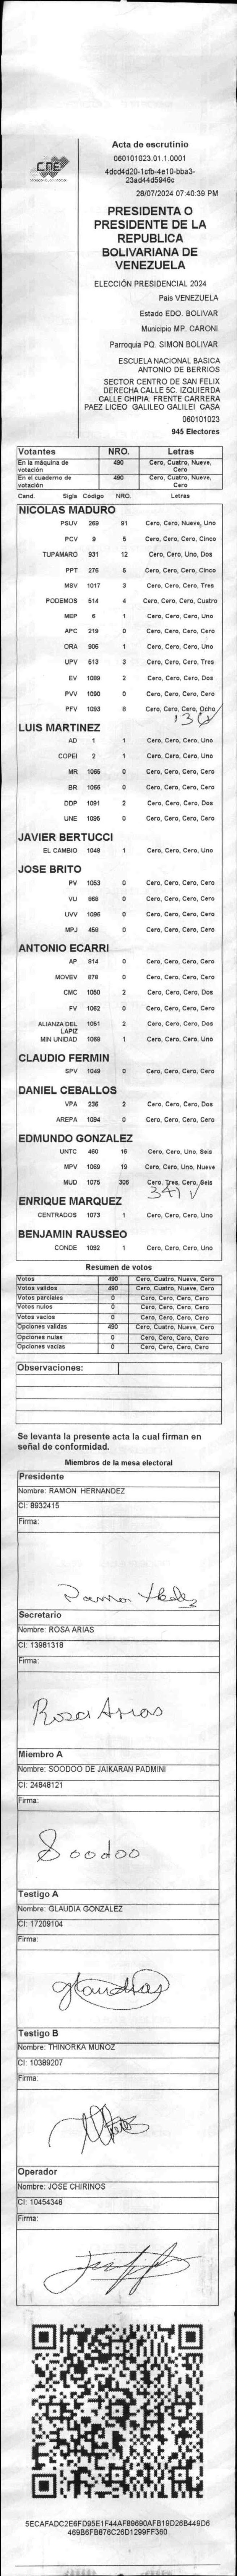 CNE
Acta de escrutinio
060101023.01.1.0001
4dcd4d20-1cfb-4e10-bba3-
23ad44d5946c
28/07/2024 07:40:39 PM
PRESIDENTA O
PRESIDENTE DE LA
REPUBLICA
BOLIVARIANA DE
VENEZUELA
ELECCIÓN PRESIDENCIAL 2024
País VENEZUELA
Estado EDO. BOLIVAR
Municipio MP. CARONI
Parroquia PQ. SIMON BOLIVAR
ESCUELA NACIONAL BASICA
ANTONIO DE BERRIOS
SECTOR CENTRO DE SAN FELIX
DERECHA CALLE 5C. IZQUIERDA
CALLE CHIPIA. FRENTE CARRERA
PAEZ LICEO GALILEO GALILEI CASA
060101023
945 Electores
Votantes NRO. Letras
En la máquina de votación 490 Cero, Cuatro, Nueve, Cero
En el cuaderno de votación 490 Cero, Cuatro, Nueve, Cero
Cand. Sigla Código NRO. Letras
NICOLAS MADURO
PSUV 269 91 Cero, Cero, Nueve, Uno
PCV 9 5 Cero, Cero, Cero, Cinco
TUPAMARO 931 12 Cero, Cero, Uno, Dos
PPT 276 5 Cero, Cero, Cero, Cinco
MSV 1017 3 Cero, Cero, Cero, Tres
PODEMOS 514 4 Cero, Cero, Cero, Cuatro
MEP 6 1 Cero, Cero, Cero, Uno
APC 219 0 Cero, Cero, Cero, Cero
ORA 906 1 Cero, Cero, Cero, Uno
UPV 513 3 Cero, Cero, Cero, Tres
EV 1089 2 Cero, Cero, Cero, Dos
PVV 1090 0 Cero, Cero, Cero, Cero
PFV 1093 8 Cero, Cero, Cero, Ocho
LUIS MARTINEZ
AD 1 1 Cero, Cero, Cero, Uno
COPEI 2 1 Cero, Cero, Cero, Uno
MR 1065 0 Cero, Cero, Cero, Cero
BR 1066 0 Cero, Cero, Cero, Cero
DDP 1091 2 Cero, Cero, Cero, Dos
UNE 1095 0 Cero, Cero, Cero, Cero
JAVIER BERTUCCI
EL CAMBIO 1048 1 Cero, Cero, Cero, Uno
JOSE BRITO
PV 1053 0 Cero, Cero, Cero, Cero
VU 868 0 Cero, Cero, Cero, Cero
UVV 1096 0 Cero, Cero, Cero, Cero
MPJ 458 0 Cero, Cero, Cero, Cero
ANTONIO ECARRI
AP 914 0 Cero, Cero, Cero, Cero
MOVEV 878 0 Cero, Cero, Cero, Cero
CMC 1050 2 Cero, Cero, Cero, Dos
FV 1062 0 Cero, Cero, Cero, Cero
ALIANZA DEL LAPIZ 1051 2 Cero, Cero, Cero, Dos
MIN UNIDAD 1068 1 Cero, Cero, Cero, Uno
CLAUDIO FERMIN
SPV 1049 0 Cero, Cero, Cero, Cero
DANIEL CEBALLOS
VPA 236 2 Cero, Cero, Cero, Dos
AREPA 1094 0 Cero, Cero, Cero, Cero
EDMUNDO GONZALEZ
UNTC 460 16 Cero, Cero, Uno, Seis
MPV 1069 19 Cero, Cero, Uno, Nueve
MUD 1075 306 Cero, Tres, Cero, Seis
341
ENRIQUE MARQUEZ
CENTRADOS 1073 1 Cero, Cero, Cero, Uno
BENJAMIN RAUSSEO
CONDE 1092 1 Cero, Cero, Cero, Uno
Resumen de votos
Votos 490 Cero, Cuatro, Nueve, Cero
Votos validos 490 Cero, Cuatro, Nueve, Cero
Votos parciales 0 Cero, Cero, Cero, Cero
Votos nulos 0 Cero, Cero, Cero, Cero
Votos vacios 0 Cero, Cero, Cero, Cero
Opciones validas 490 Cero, Cuatro, Nueve, Cero
Opciones nulas 0 Cero, Cero, Cero, Cero
Opciones vacias 0 Cero, Cero, Cero, Cero
Observaciones:
Se levanta la presente acta la cual firman en
señal de conformidad.
Miembros de la mesa electoral
Presidente
Nombre: RAMON HERNANDEZ
CI: 8932415
Firma:
Secretario
Nombre: ROSA ARIAS
CI: 13981318
Firma:
Rosa Arias
Miembro A
Nombre: SOODOO DE JAIKARAN PADMINI
CI: 24848121
Firma:
Soodoo
Testigo A
Nombre: GLAUDIA GONZALEZ
CI: 17209104
Firma:
Testigo B
Nombre: THINORKA MUÑOZ
CI: 10389207
Firma:
Operador
Nombre: JOSE CHIRINOS
CI: 10454348
Firma:
5ECAFADC2E6FD95E1F44AF89690AFB19D26B449D6
469B6FB876C26D1299FF360